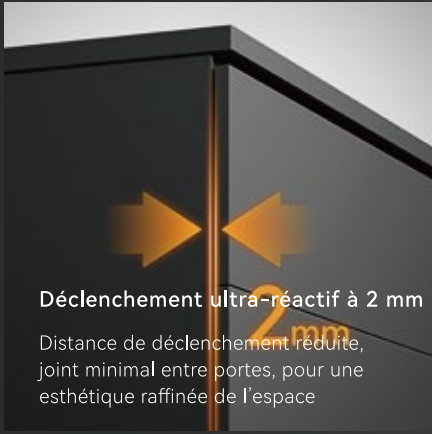 Déclenchement ultra-réactif à 2 mm
2mm
Distance de déclenchement réduite,
joint minimal entre portes, pour une
esthétique raffinée de l'espace